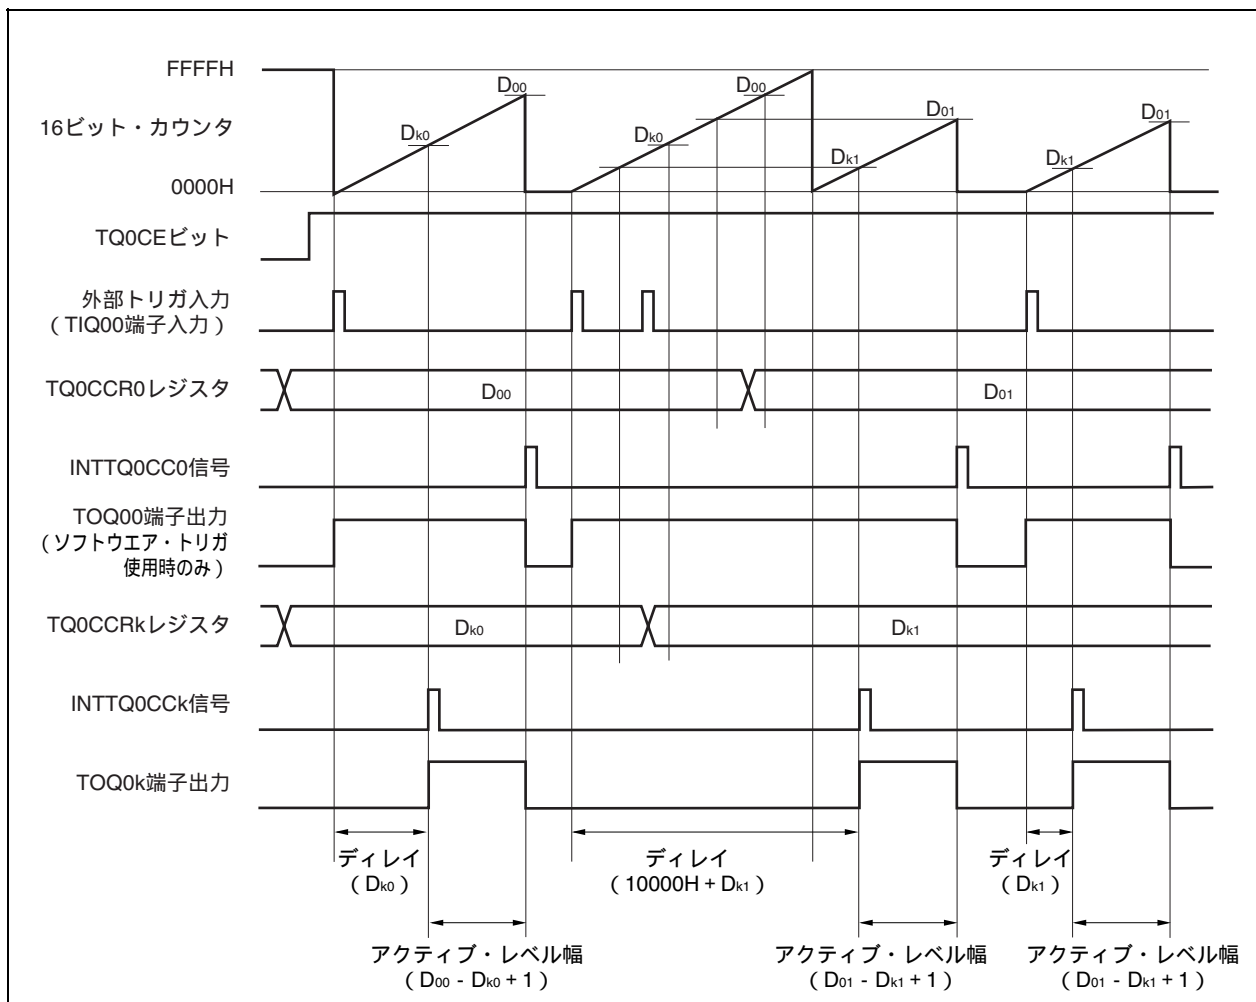 FFFFH
16ビット・カウンタ
0000H
D00
Dk0
D00
Dk0
D01
Dk1
D01
Dk1
TQ0CEビット
外部トリガ入力
（TIQ00端子入力）
TQ0CCR0レジスタ
D00
D01
INTTQ0CC0信号
TOQ00端子出力
（ソフトウエア・トリガ
使用時のみ）
TQ0CCRkレジスタ
Dk0
Dk1
INTTQ0CCk信号
TOQ0k端子出力
ディレイ
（Dk0）
ディレイ
（10000H + Dk1）
ディレイ
（Dk1）
アクティブ・レベル幅
（D00 - Dk0 + 1）
アクティブ・レベル幅
（D01 - Dk1 + 1）
アクティブ・レベル幅
（D01 - Dk1 + 1）